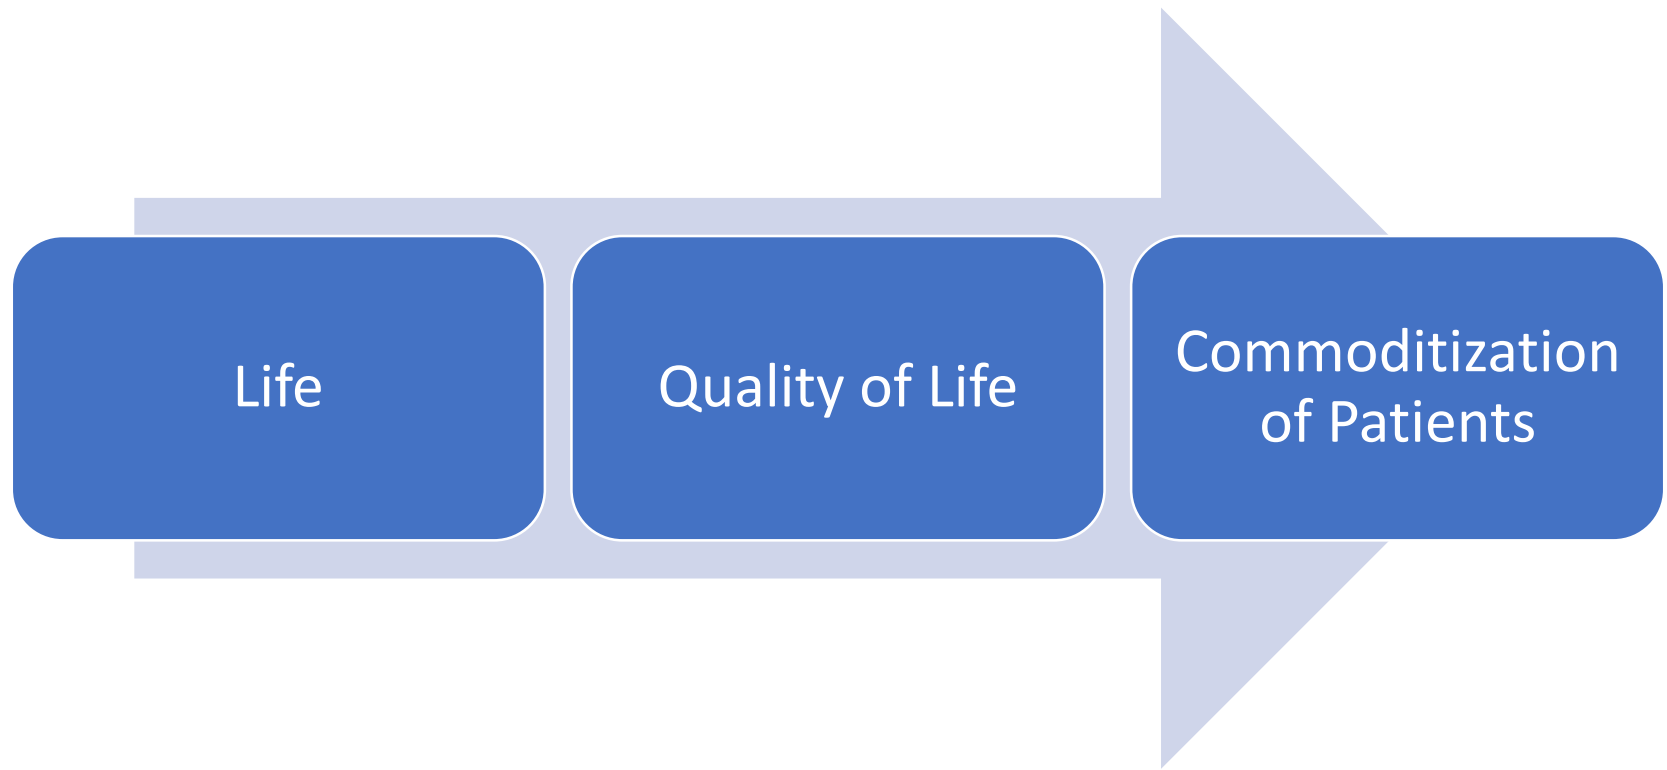 Life
Quality of Life
Commoditization
of Patients